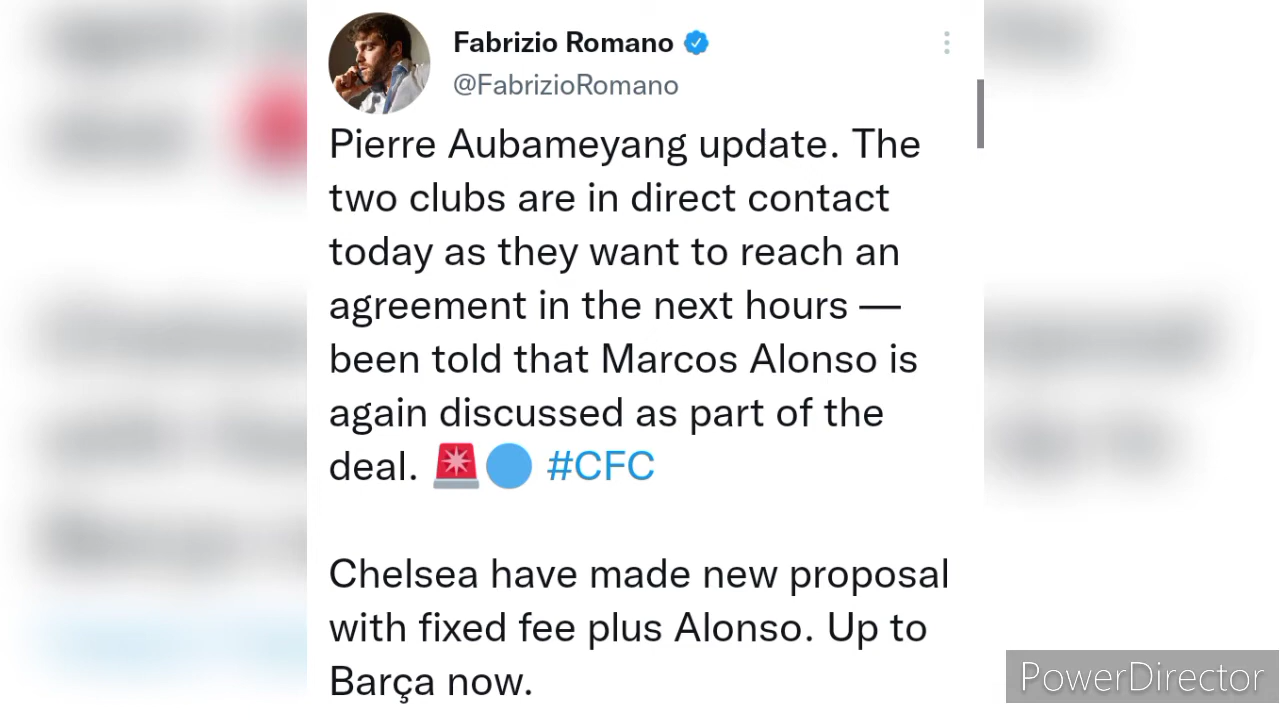 Fabrizio Romano
@FabrizioRomano
Pierre Aubameyang update. The
two clubs are in direct contact
today as they want to reach an
agreement in the next hours —
been told that Marcos Alonso is
again discussed as part of the
deal. 🚨🔵 #CFC
Chelsea have made new proposal
with fixed fee plus Alonso. Up to
Barça now.
PowerDirector